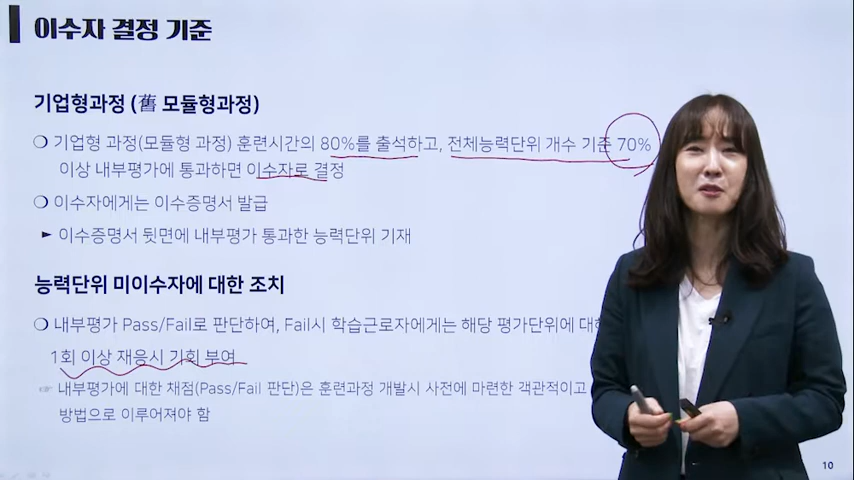 이수자 결정 기준
기업형과정 (舊 모듈형과정)
❍ 기업형 과정(모듈형 과정) 훈련시간의 80%를 출석하고, 전체능력단위 개수 기준 70%
이상 내부평가에 통과하면 이수자로 결정
❍ 이수자에게는 이수증명서 발급
► 이수증명서 뒷면에 내부평가 통과한 능력단위 기재
능력단위 미이수자에 대한 조치
❍ 내부평가 Pass/Fail로 판단하여, Fail시 학습근로자에게는 해당 평가단위에
1회 이상 재응시 기회 부여
☞ 내부평가에 대한 채점(Pass/Fail 판단)은 훈련과정 개발시 사전에 마련한 객관적이고
방법으로 이루어져야 함
10